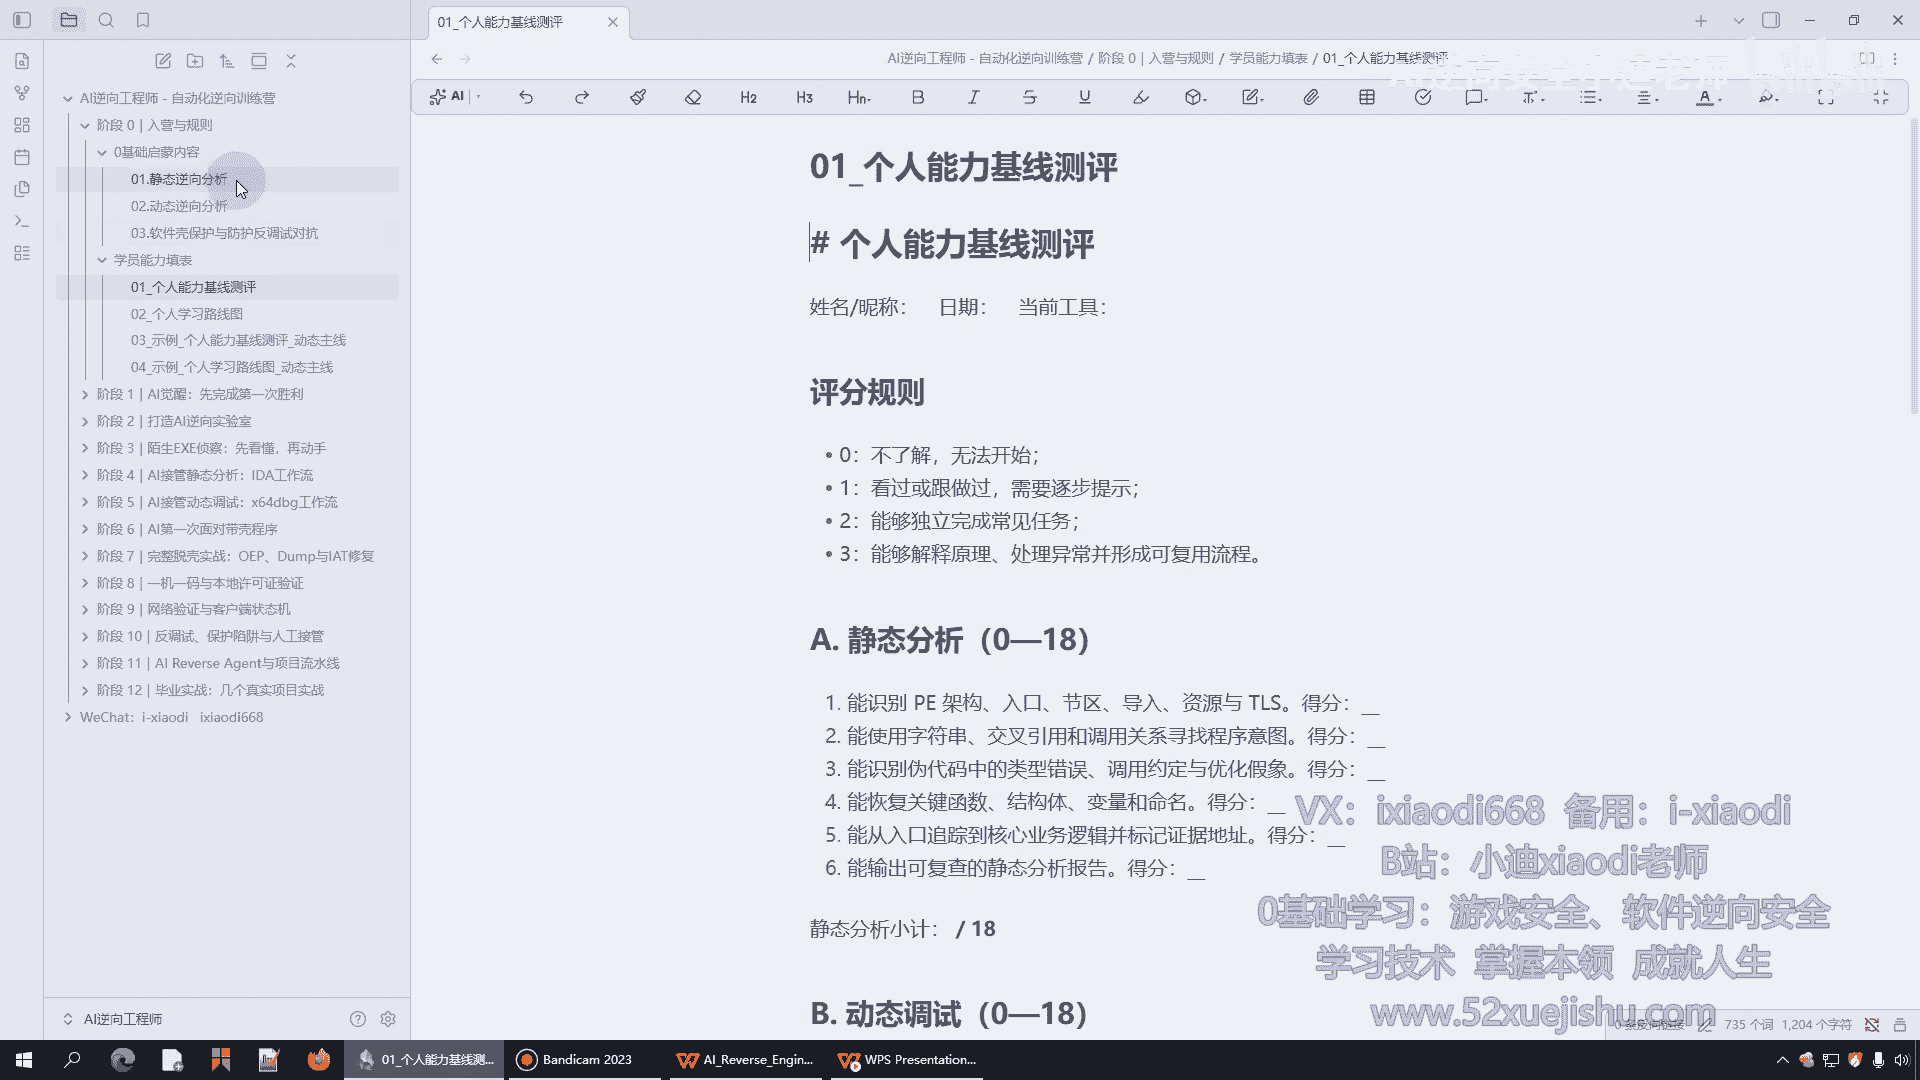 01_个人能力基线测评
AI逆向工程师 - 自动化逆向训练营 / 阶段 0 | 入营与规则 / 学员能力填表 / 01_个人能力基线测评
AI
H2
H3
Hn
B
I
S
U
A
AI逆向工程师 - 自动化逆向训练营
阶段 0 | 入营与规则
0基础启蒙内容
01.静态逆向分析
02.动态逆向分析
03.软件壳保护与防护反调试对抗
学员能力填表
01_个人能力基线测评
02_个人学习路线图
03_示例_个人能力基线测评_动态主线
04_示例_个人学习路线图_动态主线
阶段 1 | AI觉醒：先完成第一次胜利
阶段 2 | 打造AI逆向实验室
阶段 3 | 陌生EXE侦察：先看懂，再动手
阶段 4 | AI接管静态分析：IDA工作流
阶段 5 | AI接管动态调试：x64dbg工作流
阶段 6 | AI第一次面对带壳程序
阶段 7 | 完整脱壳实战：OEP、Dump与IAT修复
阶段 8 | 一机一码与本地许可证验证
阶段 9 | 网络验证与客户端状态机
阶段 10 | 反调试、保护陷阱与人工接管
阶段 11 | AI Reverse Agent与项目流水线
阶段 12 | 毕业实战：几个真实项目实战
WeChat：i-xiaodi ixiaodi668
AI逆向工程师
01_个人能力基线测评
# 个人能力基线测评
姓名/昵称： 日期： 当前工具：
评分规则
• 0：不了解，无法开始；
• 1：看过或跟做过，需要逐步提示；
• 2：能够独立完成常见任务；
• 3：能够解释原理、处理异常并形成可复用流程。
A. 静态分析（0—18）
1. 能识别 PE 架构、入口、节区、导入、资源与 TLS。得分：__
2. 能使用字符串、交叉引用和调用关系寻找程序意图。得分：__
3. 能识别伪代码中的类型错误、调用约定与优化假象。得分：__
4. 能恢复关键函数、结构体、变量和命名。得分：__
5. 能从入口追踪到核心业务逻辑并标记证据地址。得分：__
6. 能输出可复查的静态分析报告。得分：__
静态分析小计： / 18
B. 动态调试（0—18）
VX：ixiaodi668 备用：i-xiaodi
B站：小迪xiaodi老师
0基础学习：游戏安全、软件逆向安全
学习技术 掌握本领 成就人生
www.52xuejishu.com
735 个词 1,204 个字符
01_个人能力基线测...
Bandicam 2023
AI_Reverse_Engin...
WPS Presentation...